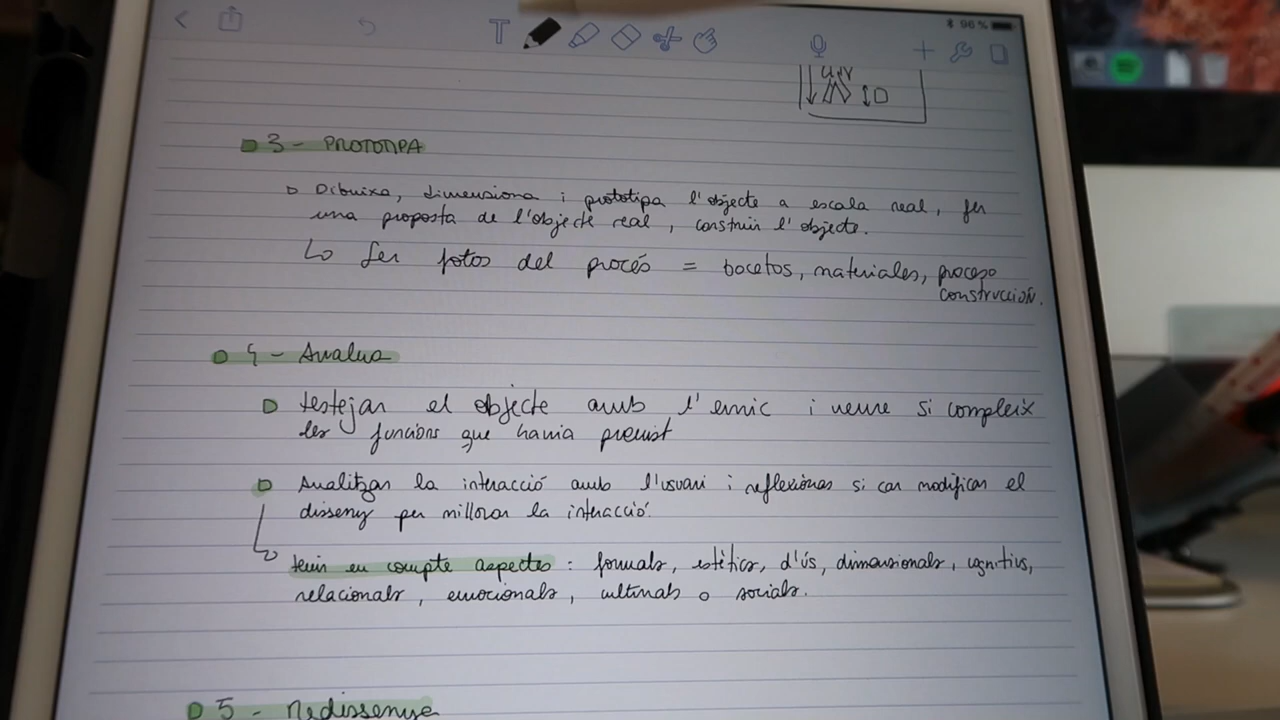 96 %
T
D
3 - PROTOTIPA
Dibuixa, dimensiona i prototipa l'objecte a escala real, fer
una proposta de l'objecte real, construir l'objecte.
Fer fotos del procés = bocetos, materiales, proceso
construcción.
4 - Avalua
testejar el objecte amb l'enric i veure si compleix
les funcions que havia previst
Analitzar la interacció amb l'usuari i reflexionar si cal modificar el
disseny per millorar la interacció.
tenir en compte aspectes : formals, estètics, d'ús, dimensionals, cognitius,
relacionals, emocionals, culturals o socials.
5 - Redissenya